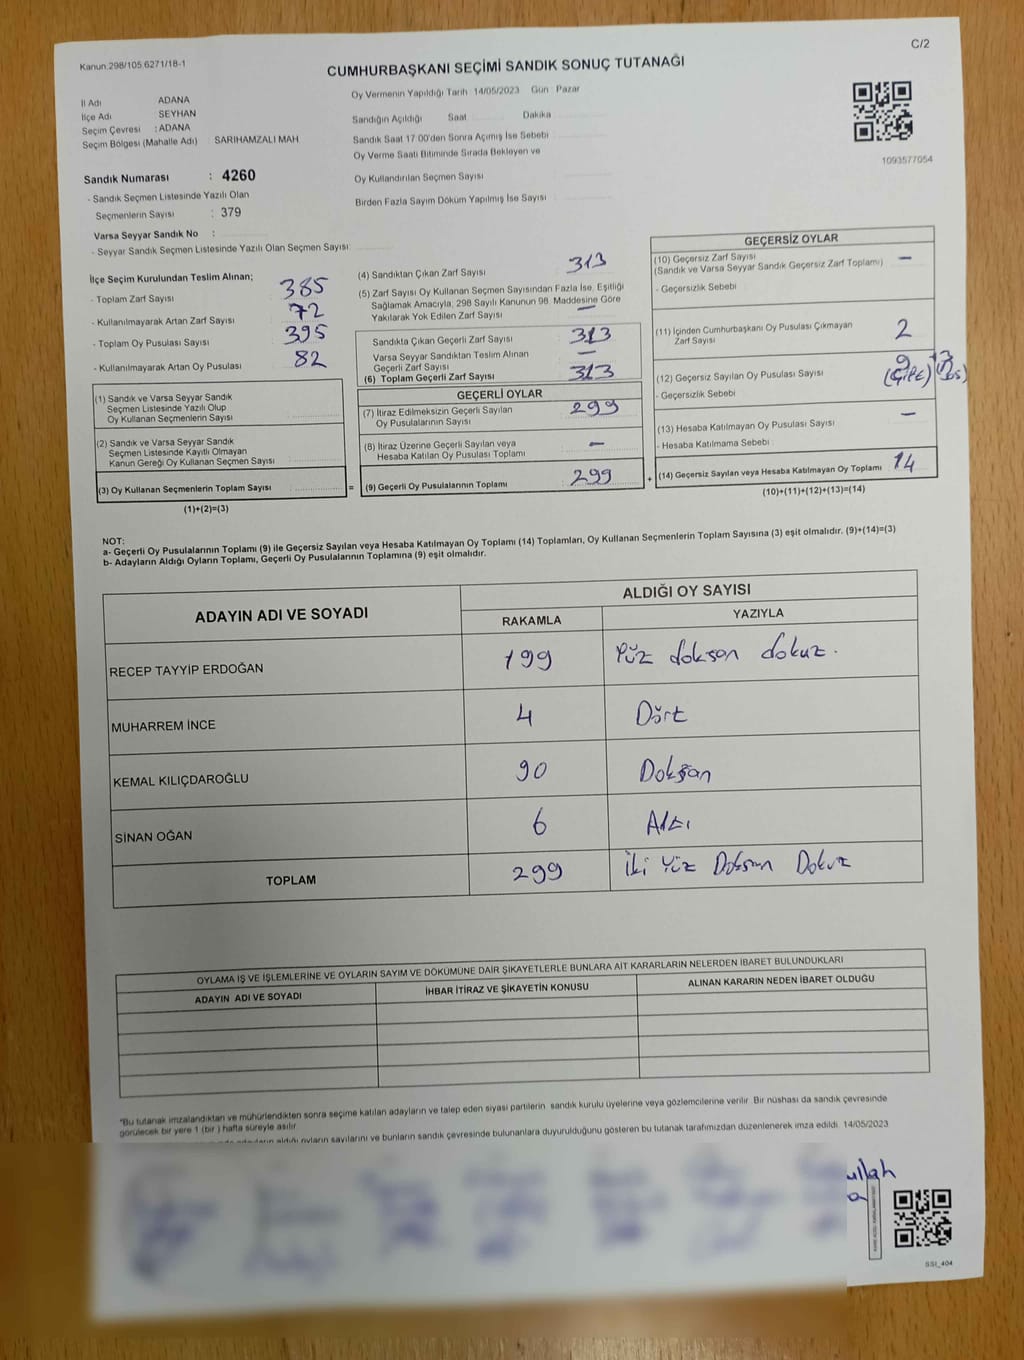 C/2
Kanun.298/105.6271/18-1
CUMHURBAŞKANI SEÇİMİ SANDIK SONUÇ TUTANAĞI
İl Adı ADANA
İlçe Adı SEYHAN
Seçim Çevresi : ADANA
Seçim Bölgesi (Mahalle Adı) SARIHAMZALI MAH
Sandık Numarası : 4260
- Sandık Seçmen Listesinde Yazılı Olan
Seçmenlerin Sayısı : 379
Varsa Seyyar Sandık No :
- Seyyar Sandık Seçmen Listesinde Yazılı Olan Seçmen Sayısı:
Oy Vermenin Yapıldığı Tarih 14/05/2023 Gün Pazar
Sandığın Açıldığı Saat Dakika
Sandık Saat 17.00'den Sonra Açımış İse Sebebi
Oy Verme Saati Bitiminde Sırada Bekleyen ve
Oy Kullandırılan Seçmen Sayısı
Birden Fazla Sayım Döküm Yapılmış İse Sayısı
1093577054
İlçe Seçim Kurulundan Teslim Alınan;
- Toplam Zarf Sayısı 385
- Kullanılmayarak Artan Zarf Sayısı 72
- Toplam Oy Pusulası Sayısı 395
- Kullanılmayarak Artan Oy Pusulası 82
(1) Sandık ve Varsa Seyyar Sandık
Seçmen Listesinde Yazılı Olup
Oy Kullanan Seçmenlerin Sayısı
(2) Sandık ve Varsa Seyyar Sandık
Seçmen Listesinde Kayıtlı Olmayan
Kanun Gereği Oy Kullanan Seçmen Sayısı
(3) Oy Kullanan Seçmenlerin Toplam Sayısı =
(1)+(2)=(3)
(4) Sandıktan Çıkan Zarf Sayısı 313
(5) Zarf Sayısı Oy Kullanan Seçmen Sayısından Fazla İse, Eşitliği
Sağlamak Amacıyla, 298 Sayılı Kanunun 98. Maddesine Göre
Yakılarak Yok Edilen Zarf Sayısı —
Sandıkta Çıkan Geçerli Zarf Sayısı 313
Varsa Seyyar Sandıktan Teslim Alınan
Geçerli Zarf Sayısı —
(6) Toplam Geçerli Zarf Sayısı 313
GEÇERLİ OYLAR
(7) İtiraz Edilmeksizin Geçerli Sayılan
Oy Pusulalarının Sayısı 299
(8) İtiraz Üzerine Geçerli Sayılan veya
Hesaba Katılan Oy Pusulası Toplamı —
(9) Geçerli Oy Pusulalarının Toplamı 299 +
GEÇERSİZ OYLAR
(10) Geçersiz Zarf Sayısı —
(Sandık ve Varsa Seyyar Sandık Geçersiz Zarf Toplamı)
- Geçersizlik Sebebi
(11) İçinden Cumhurbaşkanı Oy Pusulası Çıkmayan
Zarf Sayısı 2
(12) Geçersiz Sayılan Oy Pusulası Sayısı 9 (Çift)
- Geçersizlik Sebebi
(13) Hesaba Katılmayan Oy Pusulası Sayısı —
- Hesaba Katılmama Sebebi
(14) Geçersiz Sayılan veya Hesaba Katılmayan Oy Toplamı 14
(10)+(11)+(12)+(13)=(14)
NOT:
a- Geçerli Oy Pusulalarının Toplamı (9) ile Geçersiz Sayılan veya Hesaba Katılmayan Oy Toplamı (14) Toplamları, Oy Kullanan Seçmenlerin Toplam Sayısına (3) eşit olmalıdır. (9)+(14)=(3)
b- Adayların Aldığı Oyların Toplamı, Geçerli Oy Pusulalarının Toplamına (9) eşit olmalıdır.
ADAYIN ADI VE SOYADI ALDIĞI OY SAYISI
RAKAMLA YAZIYLA
RECEP TAYYİP ERDOĞAN 199 Yüz doksan dokuz.
MUHARREM İNCE 4 Dört
KEMAL KILIÇDAROĞLU 90 Doksan
SİNAN OĞAN 6 Altı
TOPLAM 299 İki Yüz Doksan Dokuz
OYLAMA İŞ VE İŞLEMLERİNE VE OYLARIN SAYIM VE DÖKÜMÜNE DAİR ŞİKAYETLERLE BUNLARA AİT KARARLARIN NELERDEN İBARET BULUNDUKLARI
ADAYIN ADI VE SOYADI İHBAR İTİRAZ VE ŞİKAYETİN KONUSU ALINAN KARARIN NEDEN İBARET OLDUĞU
"Bu tutanak imzalandıktan ve mühürlendikten sonra seçime katılan adayların ve talep eden siyasi partilerin sandık kurulu üyelerine veya gözlemcilerine verilir. Bir nüshası da sandık çevresinde
görülecek bir yere 1 (bir ) hafta süreyle asılır.
aldığı oyların sayılarını ve bunların sandık çevresinde bulunanlara duyurulduğunu gösteren bu tutanak tarafımızdan düzenlenerek imza edildi. 14/05/2023
ullah
a
SSI_404